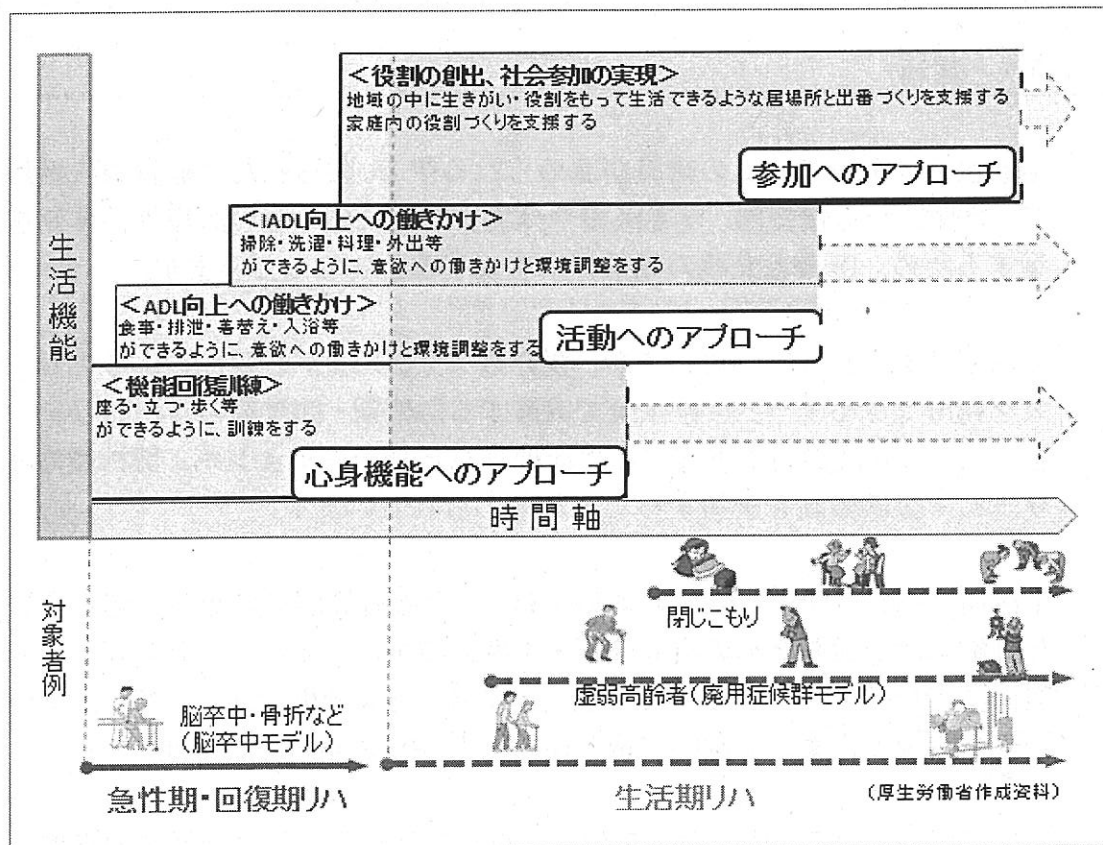 生活機能
<役割の創出、社会参加の実現>
地域の中に生きがい・役割をもって生活できるような居場所と出番づくりを支援する
家庭内の役割づくりを支援する
参加へのアプローチ
<IADL向上への働きかけ>
掃除・洗濯・料理・外出等
ができるように、意欲への働きかけと環境調整をする
<ADL向上への働きかけ>
食事・排泄・着替え・入浴等
ができるように、意欲への働きかけと環境調整をする
活動へのアプローチ
<機能回復訓練>
座る・立つ・歩く等
ができるように、訓練をする
心身機能へのアプローチ
時間軸
対象者例
閉じこもり
虚弱高齢者(廃用症候群モデル)
脳卒中・骨折など
(脳卒中モデル)
急性期・回復期リハ
生活期リハ
(厚生労働省作成資料)